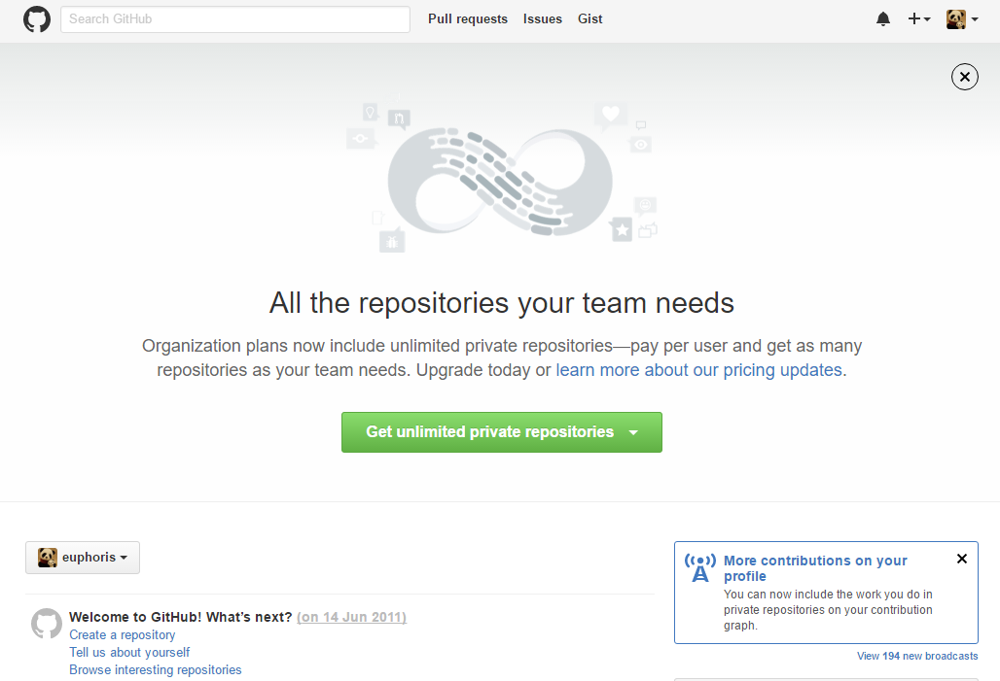 Search GitHub
Pull requests Issues Gist
All the repositories your team needs
Organization plans now include unlimited private repositories—pay per user and get as many
repositories as your team needs. Upgrade today or learn more about our pricing updates.
Get unlimited private repositories
euphoris
Welcome to GitHub! What's next? (on 14 Jun 2011)
Create a repository
Tell us about yourself
Browse interesting repositories
More contributions on your
profile
You can now include the work you do in
private repositories on your contribution
graph.
View 194 new broadcasts